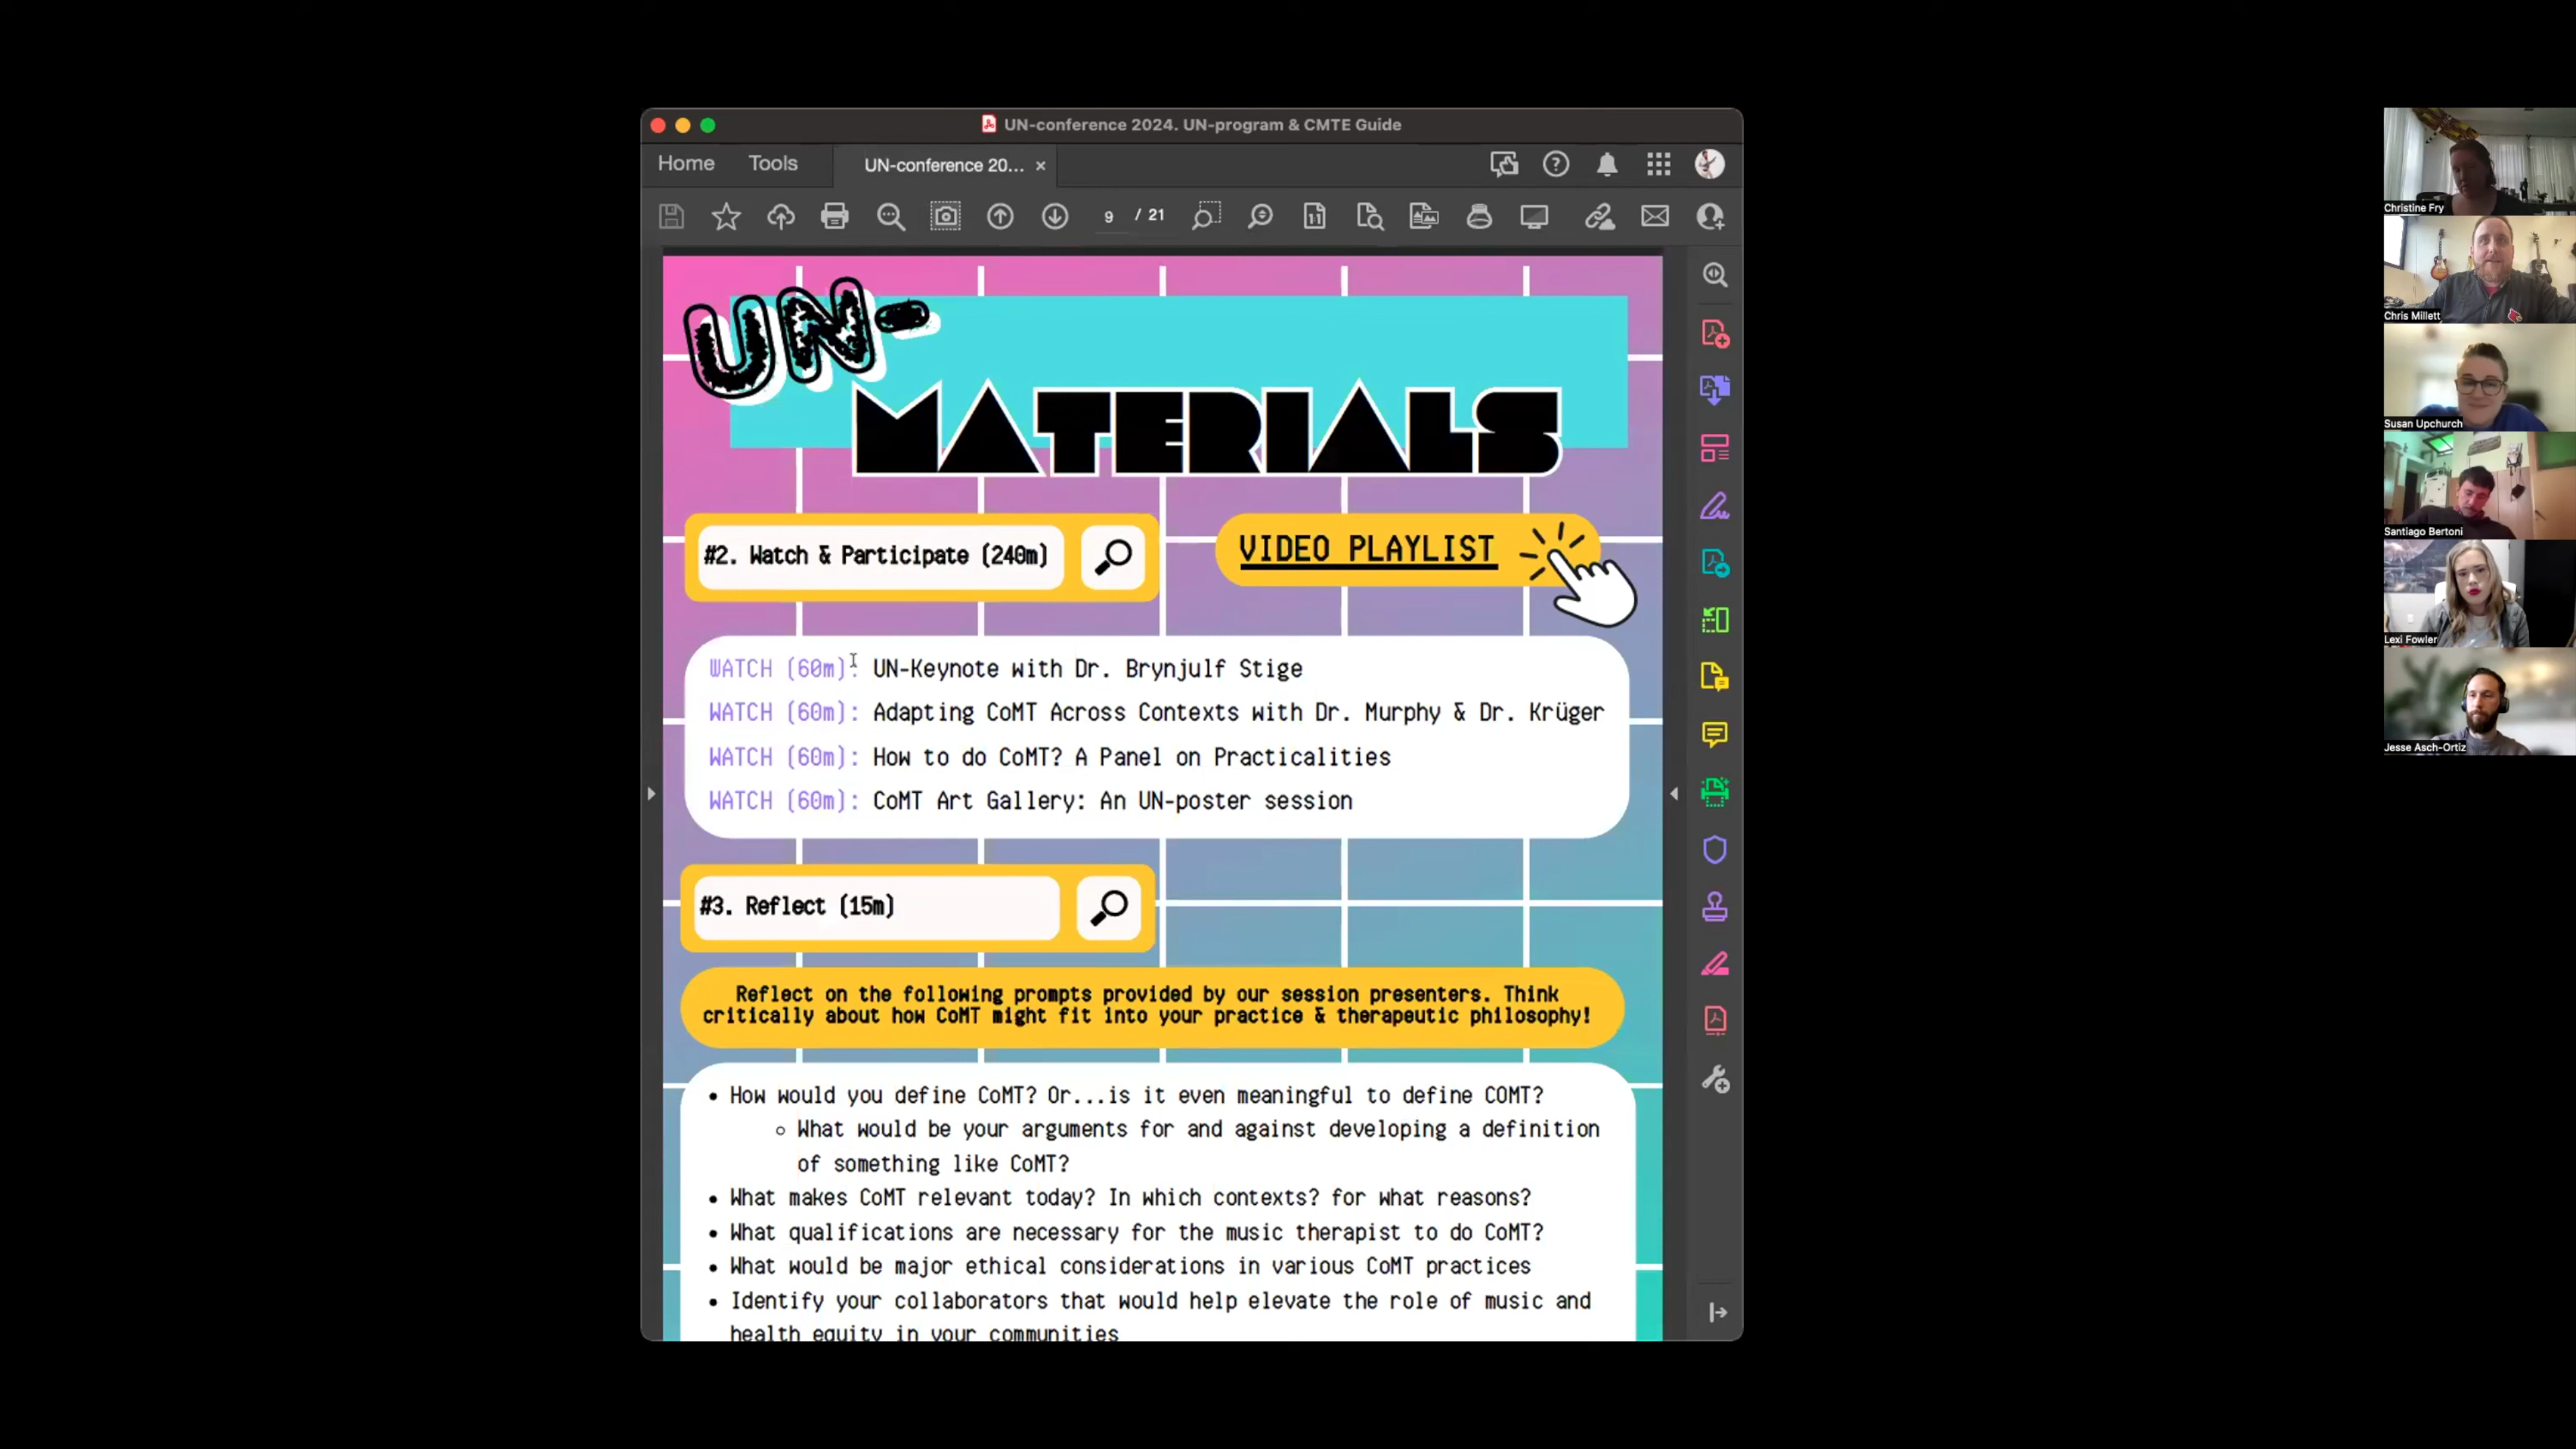 UN-conference 2024. UN-program & CMTE Guide
Home
Tools
UN-conference 20...
9 / 21
UN-
MATERIALS
#2. Watch & Participate (240m)
VIDEO PLAYLIST
WATCH (60m): UN-Keynote with Dr. Brynjulf Stige
WATCH (60m): Adapting CoMT Across Contexts with Dr. Murphy & Dr. Krüger
WATCH (60m): How to do CoMT? A Panel on Practicalities
WATCH (60m): CoMT Art Gallery: An UN-poster session
#3. Reflect (15m)
Reflect on the following prompts provided by our session presenters. Think
critically about how CoMT might fit into your practice & therapeutic philosophy!
• How would you define CoMT? Or...is it even meaningful to define COMT?
○ What would be your arguments for and against developing a definition
of something like CoMT?
• What makes CoMT relevant today? In which contexts? for what reasons?
• What qualifications are necessary for the music therapist to do CoMT?
• What would be major ethical considerations in various CoMT practices
• Identify your collaborators that would help elevate the role of music and
health equity in your communities
Christine Fry
Chris Millett
Susan Upchurch
Santiago Bertoni
Lexi Fowler
Jesse Asch-Ortiz